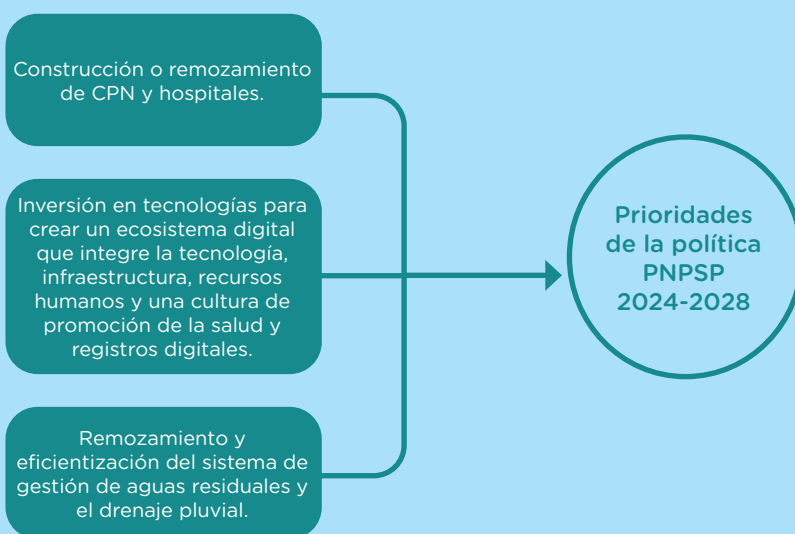 Construcción o remozamiento
de CPN y hospitales.
Inversión en tecnologías para
crear un ecosistema digital
que integre la tecnología,
infraestructura, recursos
humanos y una cultura de
promoción de la salud y
registros digitales.
Remozamiento y
eficientización del sistema de
gestión de aguas residuales y
el drenaje pluvial.
Prioridades
de la política
PNPSP
2024-2028